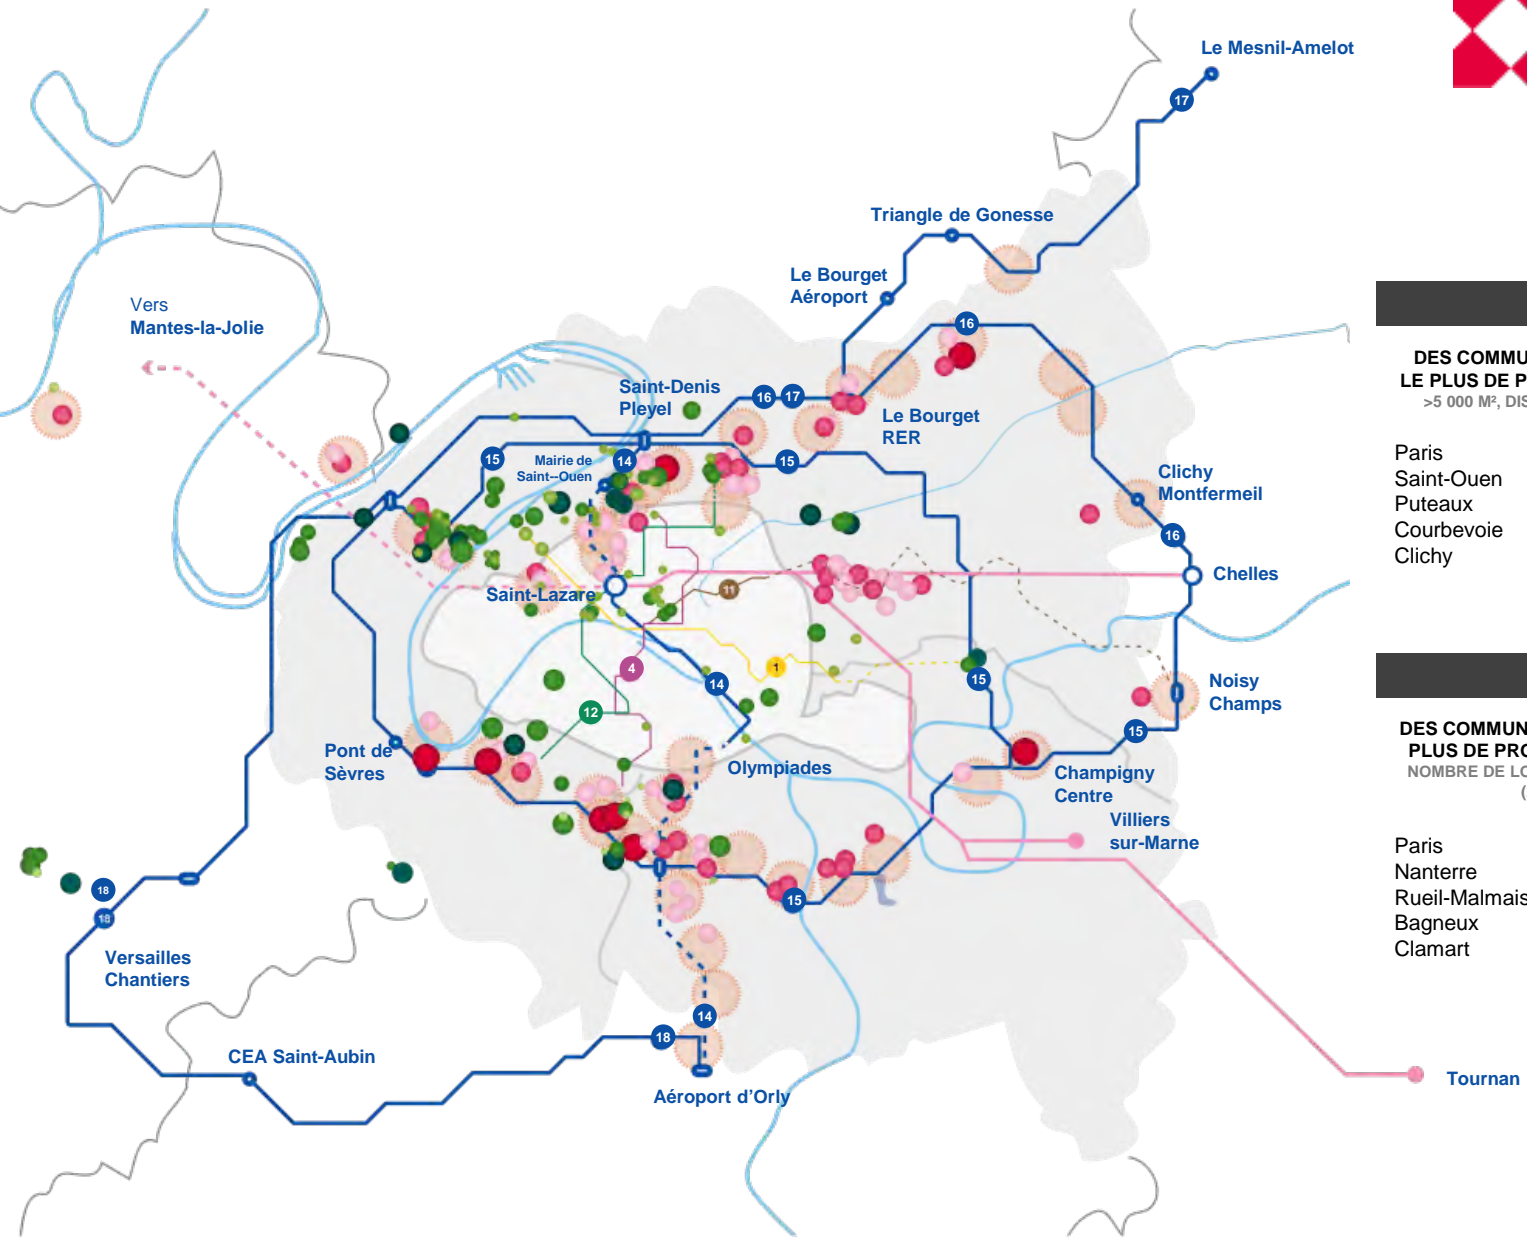 Le Mesnil-Amelot
17
Triangle de Gonesse
Le Bourget
Aéroport
Vers
Mantes-la-Jolie
16
Saint-Denis
Pleyel
16
17
Le Bourget
RER
15
Mairie de
Saint--Ouen
14
15
Clichy
Montfermeil
16
Chelles
Saint-Lazare
11
4
1
14
15
12
Noisy
Champs
15
Pont de
Sèvres
Olympiades
Champigny
Centre
Villiers
sur-Marne
18
18
15
Versailles
Chantiers
14
18
CEA Saint-Aubin
Aéroport d'Orly
Tournan
DES COMMU
LE PLUS DE P
>5 000 M², DIS
Paris
Saint-Ouen
Puteaux
Courbevoie
Clichy
DES COMMUN
PLUS DE PRO
NOMBRE DE LO
(
Paris
Nanterre
Rueil-Malmais
Bagneux
Clamart